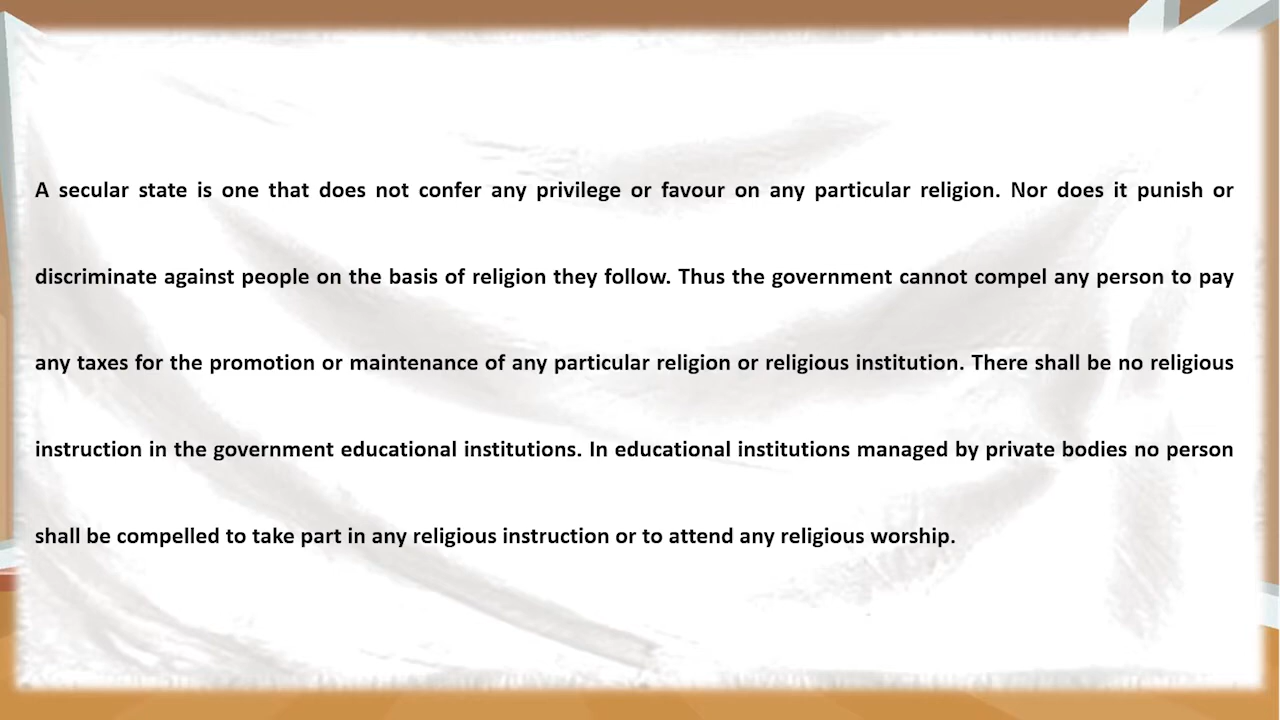 A secular state is one that does not confer any privilege or favour on any particular religion. Nor does it punish or
discriminate against people on the basis of religion they follow. Thus the government cannot compel any person to pay
any taxes for the promotion or maintenance of any particular religion or religious institution. There shall be no religious
instruction in the government educational institutions. In educational institutions managed by private bodies no person
shall be compelled to take part in any religious instruction or to attend any religious worship.